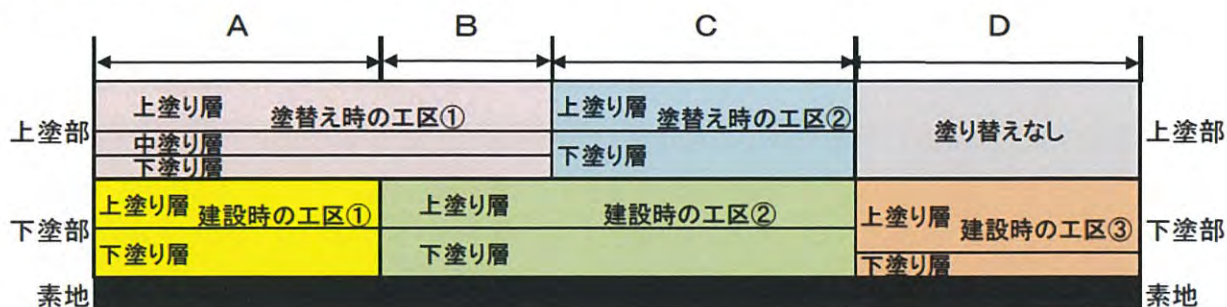 A B C D
上塗部 上塗り層 塗替え時の工区① 中塗り層 下塗り層
上塗り層 塗替え時の工区② 下塗り層
塗り替えなし 上塗部
下塗部 上塗り層 建設時の工区① 下塗り層
上塗り層 建設時の工区② 下塗り層
上塗り層 建設時の工区③ 下塗り層 下塗部
素地 素地